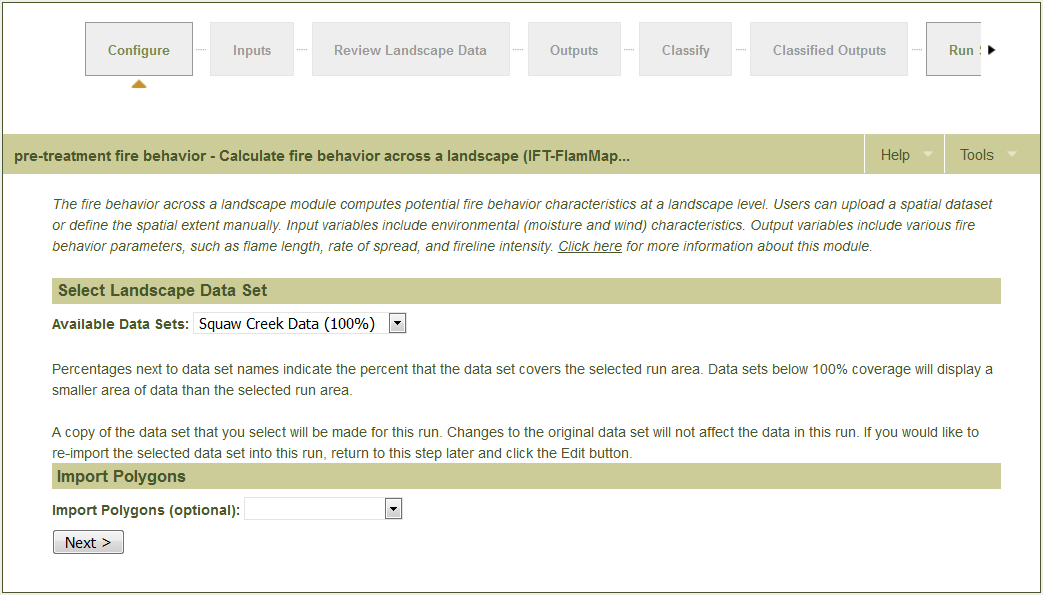 Configure Inputs Review Landscape Data Outputs Classify Classified Outputs Run
pre-treatment fire behavior - Calculate fire behavior across a landscape (IFT-FlamMap... Help Tools
The fire behavior across a landscape module computes potential fire behavior characteristics at a landscape level. Users can upload a spatial dataset
or define the spatial extent manually. Input variables include environmental (moisture and wind) characteristics. Output variables include various fire
behavior parameters, such as flame length, rate of spread, and fireline intensity. Click here for more information about this module.
Select Landscape Data Set
Available Data Sets: Squaw Creek Data (100%)
Percentages next to data set names indicate the percent that the data set covers the selected run area. Data sets below 100% coverage will display a
smaller area of data than the selected run area.
A copy of the data set that you select will be made for this run. Changes to the original data set will not affect the data in this run. If you would like to
re-import the selected data set into this run, return to this step later and click the Edit button.
Import Polygons
Import Polygons (optional):
Next >